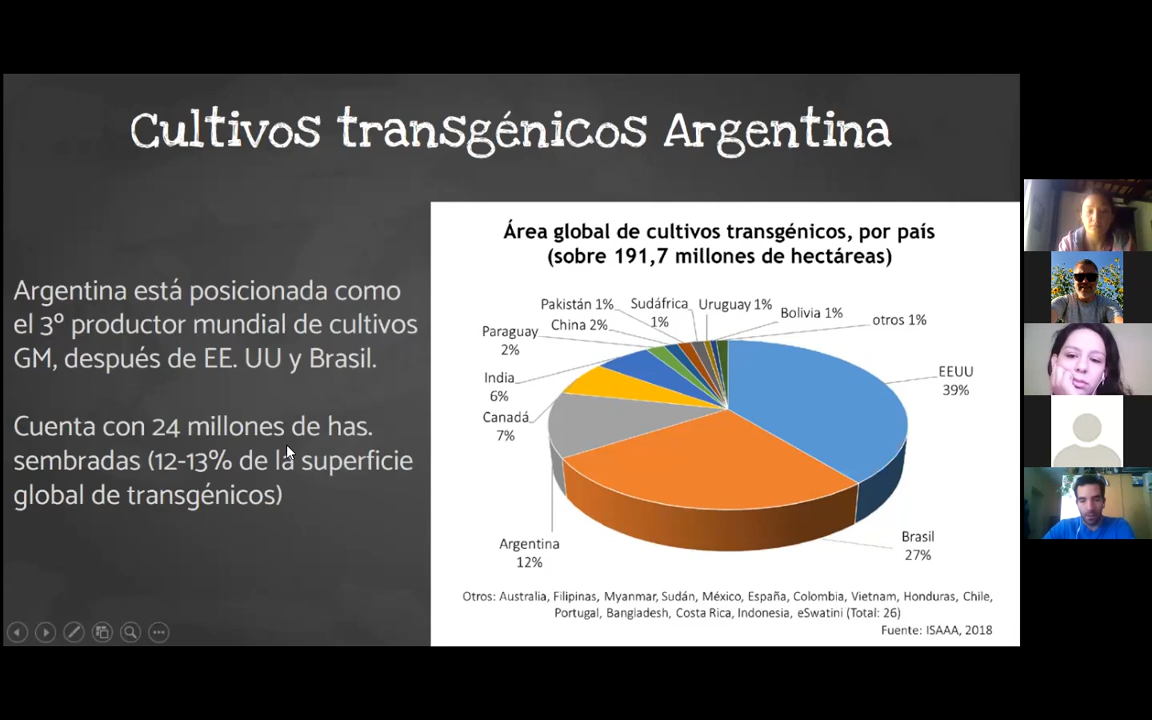 Cultivos transgénicos Argentina
Argentina está posicionada como
el 3º productor mundial de cultivos
GM, después de EE. UU y Brasil.
Cuenta con 24 millones de has.
sembradas (12-13% de la superficie
global de transgénicos)
Área global de cultivos transgénicos, por país
(sobre 191,7 millones de hectáreas)
Pakistán 1%
Sudáfrica
1%
Uruguay 1%
Bolivia 1%
otros 1%
China 2%
Paraguay
2%
India
6%
Canadá
7%
EEUU
39%
Argentina
12%
Brasil
27%
Otros: Australia, Filipinas, Myanmar, Sudán, México, España, Colombia, Vietnam, Honduras, Chile,
Portugal, Bangladesh, Costa Rica, Indonesia, eSwatini (Total: 26)
Fuente: ISAAA, 2018